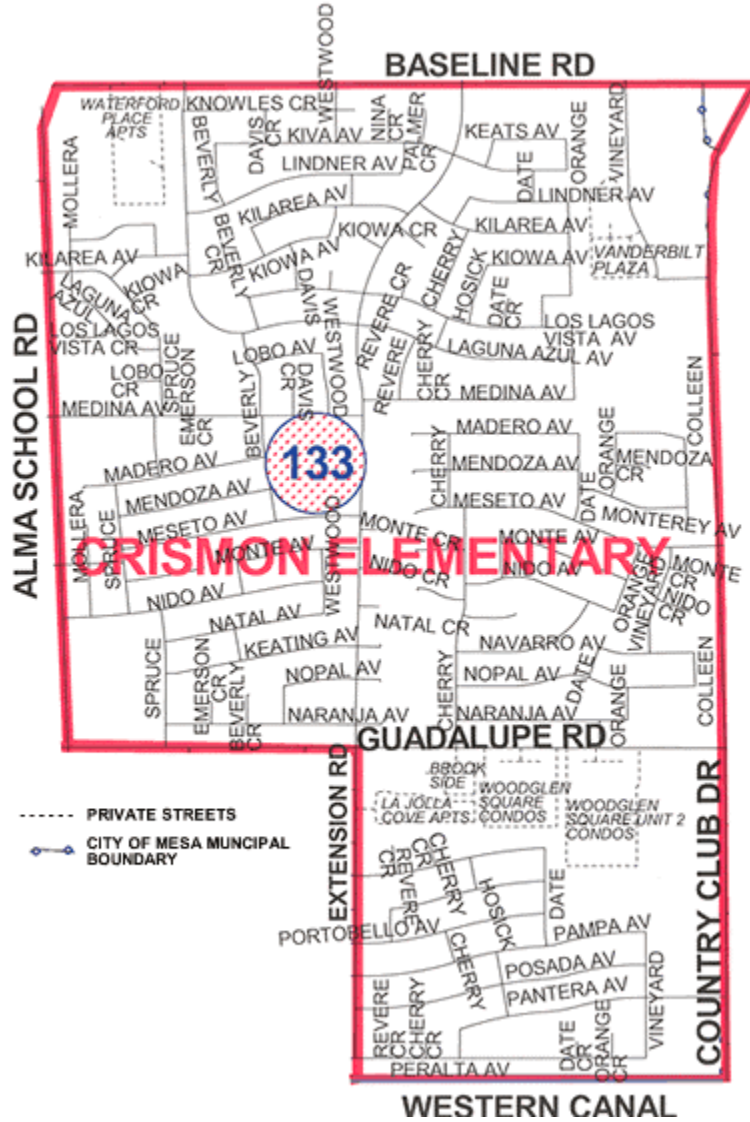 WESTWOOD
BASELINE RD
WATERFORD
PLACE
APTS
KNOWLES CR
BEVERLY
DAVIS
CR
KIVA AV
NINA
CR
PALMER
CR
KEATS AV
ORANGE
VINEYARD
LINDNER AV
DATE
LINDNER AV
MOLLERA
KILAREA AV
BEVERLY
CR
KIOWA CR
KILAREA AV
CHERRY
KILAREA AV
KIOWA
CR
BEVERLY
KIOWA AV
DAVIS
HOSICK
KIOWA AV
VANDERBILT
PLAZA
LAGUNA
AZUL
CR
WESTWOOD
REVERE CR
DATE
CR
LOS LAGOS
VISTA CR
LOS LAGOS
VISTA AV
SPRUCE
LOBO AV
REVERE
CHERRY
CR
LAGUNA AZUL AV
LOBO
CR
EMERSON
CR
BEVERLY
DAVIS
CR
MEDINA AV
COLLEEN
ALMA SCHOOL RD
MEDINA AV
MADERO AV
ORANGE
133
MADERO AV
CHERRY
MENDOZA AV
MENDOZA
CR
MENDOZA AV
MESETO AV
DATE
MOLLERA
SPRUCE
MESETO AV
WESTWOOD
MONTE CR
MONTE AV
MONTEREY AV
CRISMON ELEMENTARY
MONTE AV
NIDO CR
NIDO AV
ORANGE
VINEYARD
MONTE
CR
NIDO
CR
NIDO AV
NATAL AV
NATAL CR
KEATING AV
NAVARRO AV
SPRUCE
EMERSON
CR
BEVERLY
CR
NOPAL AV
CHERRY
NOPAL AV
DATE
ORANGE
COLLEEN
NARANJA AV
NARANJA AV
GUADALUPE RD
EXTENSION RD
BROOK
SIDE
LA JOLLA
COVE APTS
WOODGLEN
SQUARE
CONDOS
WOODGLEN
SQUARE UNIT 2
CONDOS
COUNTRY CLUB DR
PRIVATE STREETS
CITY OF MESA MUNCIPAL
BOUNDARY
REVERE
CR
CHERRY
CR
HOSICK
DATE
PORTOBELLO AV
PAMPA AV
CHERRY
POSADA AV
PANTERA AV
VINEYARD
REVERE
CR
CHERRY
CR
DATE
CR
ORANGE
CR
PERALTA AV
WESTERN CANAL